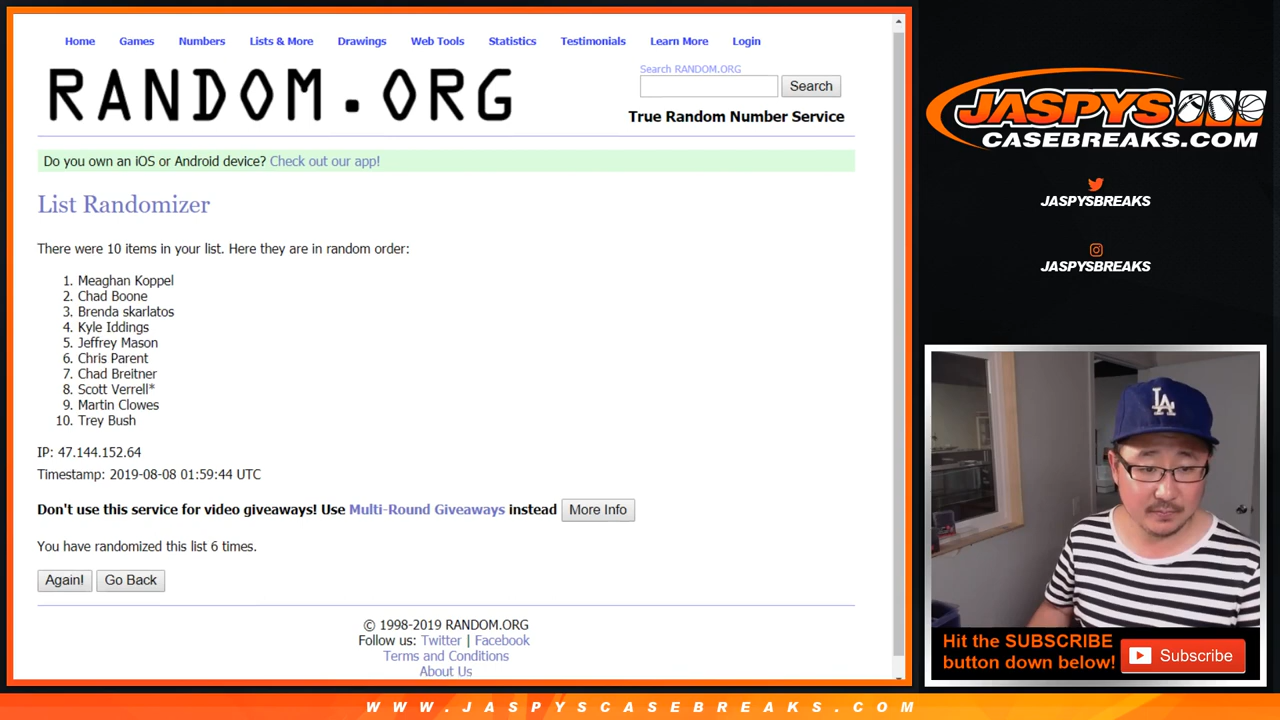 Home Games Numbers Lists & More Drawings Web Tools Statistics Testimonials Learn More Login
RANDOM.ORG
Search RANDOM.ORG
Search
True Random Number Service
Do you own an iOS or Android device? Check out our app!
List Randomizer
There were 10 items in your list. Here they are in random order:
1. Meaghan Koppel
2. Chad Boone
3. Brenda skarlatos
4. Kyle Iddings
5. Jeffrey Mason
6. Chris Parent
7. Chad Breitner
8. Scott Verrell*
9. Martin Clowes
10. Trey Bush
IP: 47.144.152.64
Timestamp: 2019-08-08 01:59:44 UTC
Don't use this service for video giveaways! Use Multi-Round Giveaways instead More Info
You have randomized this list 6 times.
Again! Go Back
© 1998-2019 RANDOM.ORG
Follow us: Twitter | Facebook
Terms and Conditions
About Us
JASPYS
CASEBREAKS.COM
JASPYSBREAKS
JASPYSBREAKS
LA
Hit the SUBSCRIBE
button down below!
Subscribe
WWW.JASPYSCASEBREAKS.COM